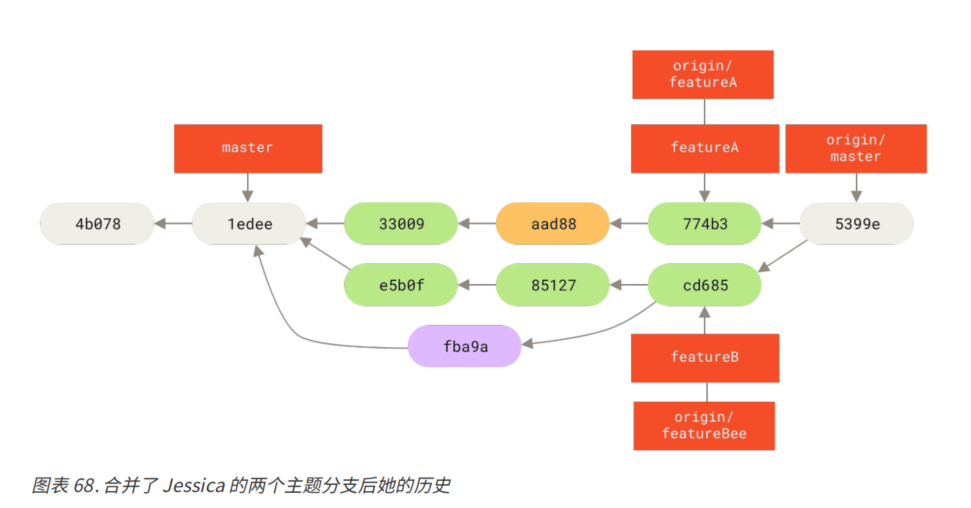 origin/
featureA
master
featureA
origin/
master
4b078
1edee
33009
aad88
774b3
5399e
e5b0f
85127
cd685
fba9a
featureB
origin/
featureBee
图表 68. 合并了 Jessica 的两个主题分支后她的历史